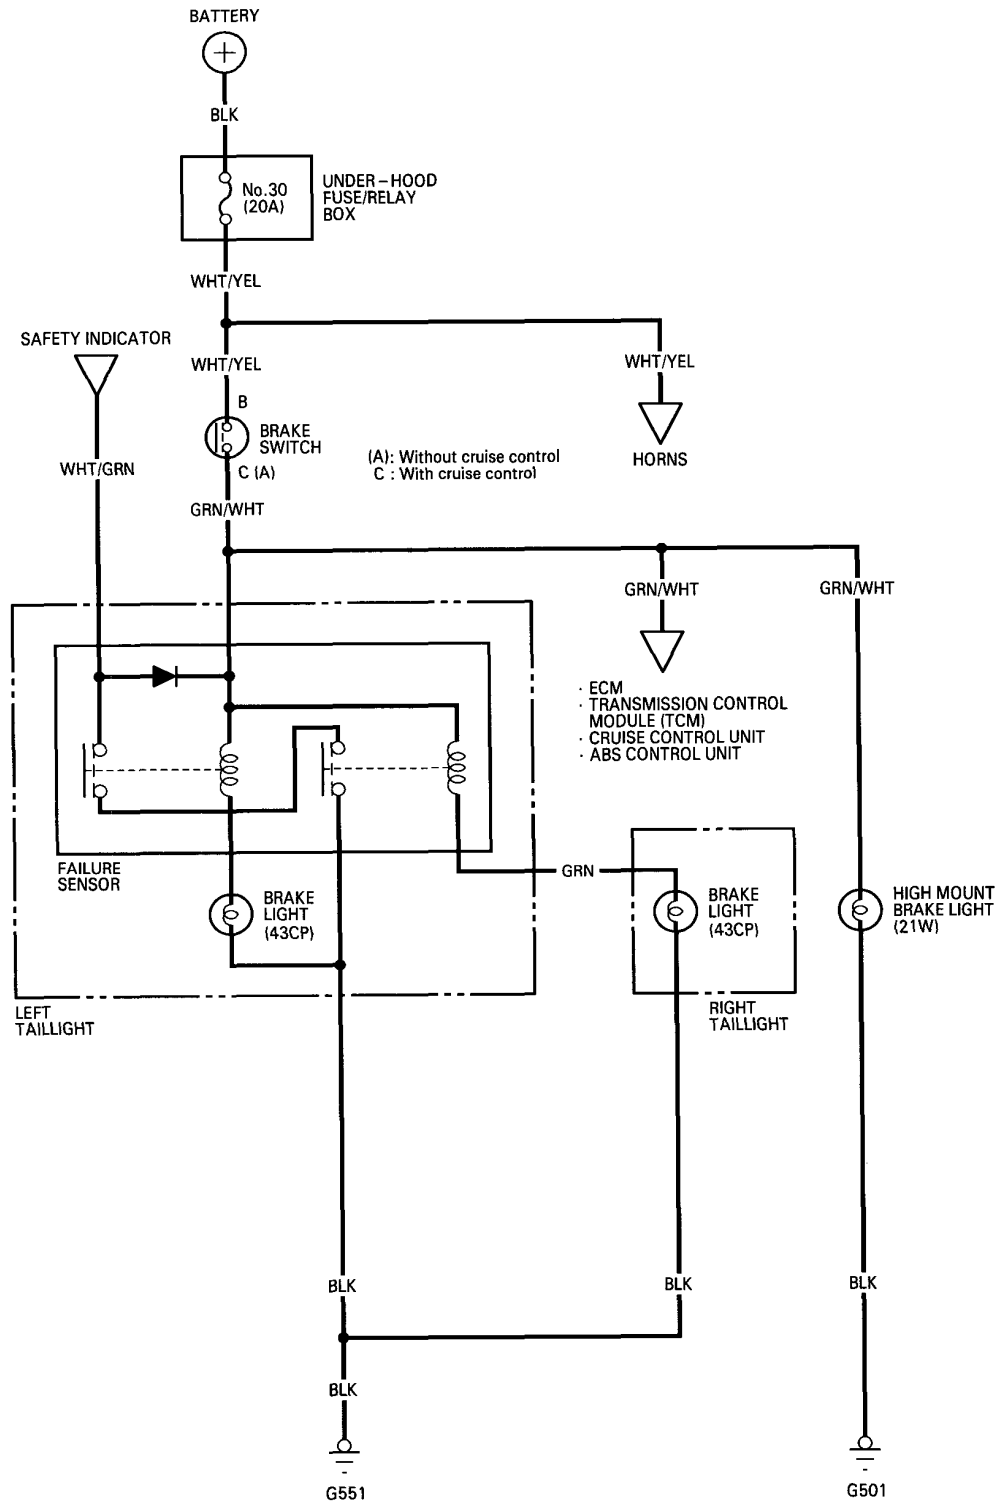 BATTERY
+
BLK
No.30
(20A)
UNDER-HOOD
FUSE/RELAY
BOX
WHT/YEL
SAFETY INDICATOR
WHT/YEL
WHT/YEL
B
BRAKE
SWITCH
C (A)
HORNS
(A): Without cruise control
C : With cruise control
WHT/GRN
GRN/WHT
GRN/WHT
GRN/WHT
· ECM
· TRANSMISSION CONTROL
MODULE (TCM)
· CRUISE CONTROL UNIT
· ABS CONTROL UNIT
FAILURE
SENSOR
GRN
BRAKE
LIGHT
(43CP)
BRAKE
LIGHT
(43CP)
HIGH MOUNT
BRAKE LIGHT
(21W)
LEFT
TAILLIGHT
RIGHT
TAILLIGHT
BLK
BLK
BLK
BLK
G551
G501